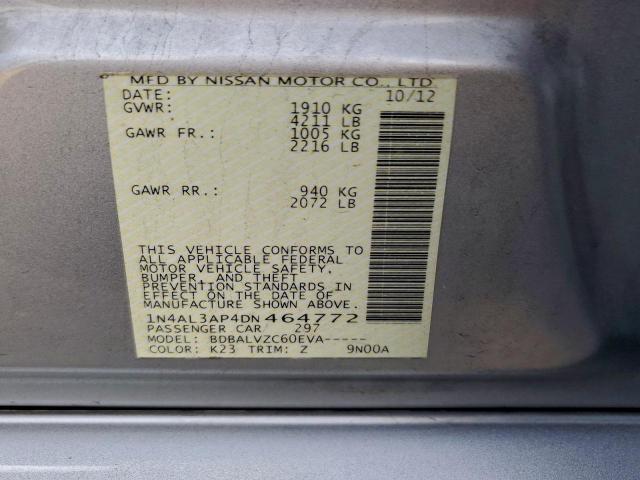 MFD BY NISSAN MOTOR CO., LTD.
DATE: 10/12
GVWR: 1910 KG
4211 LB
GAWR FR.: 1005 KG
2216 LB
GAWR RR.: 940 KG
2072 LB
THIS VEHICLE CONFORMS TO
ALL APPLICABLE FEDERAL
MOTOR VEHICLE SAFETY,
BUMPER, AND THEFT
PREVENTION STANDARDS IN
EFFECT ON THE DATE OF
MANUFACTURE SHOWN ABOVE.
1N4AL3AP4DN464772
PASSENGER CAR 297
MODEL: BDBALVZC60EVA-----
COLOR: K23 TRIM: Z 9N00A